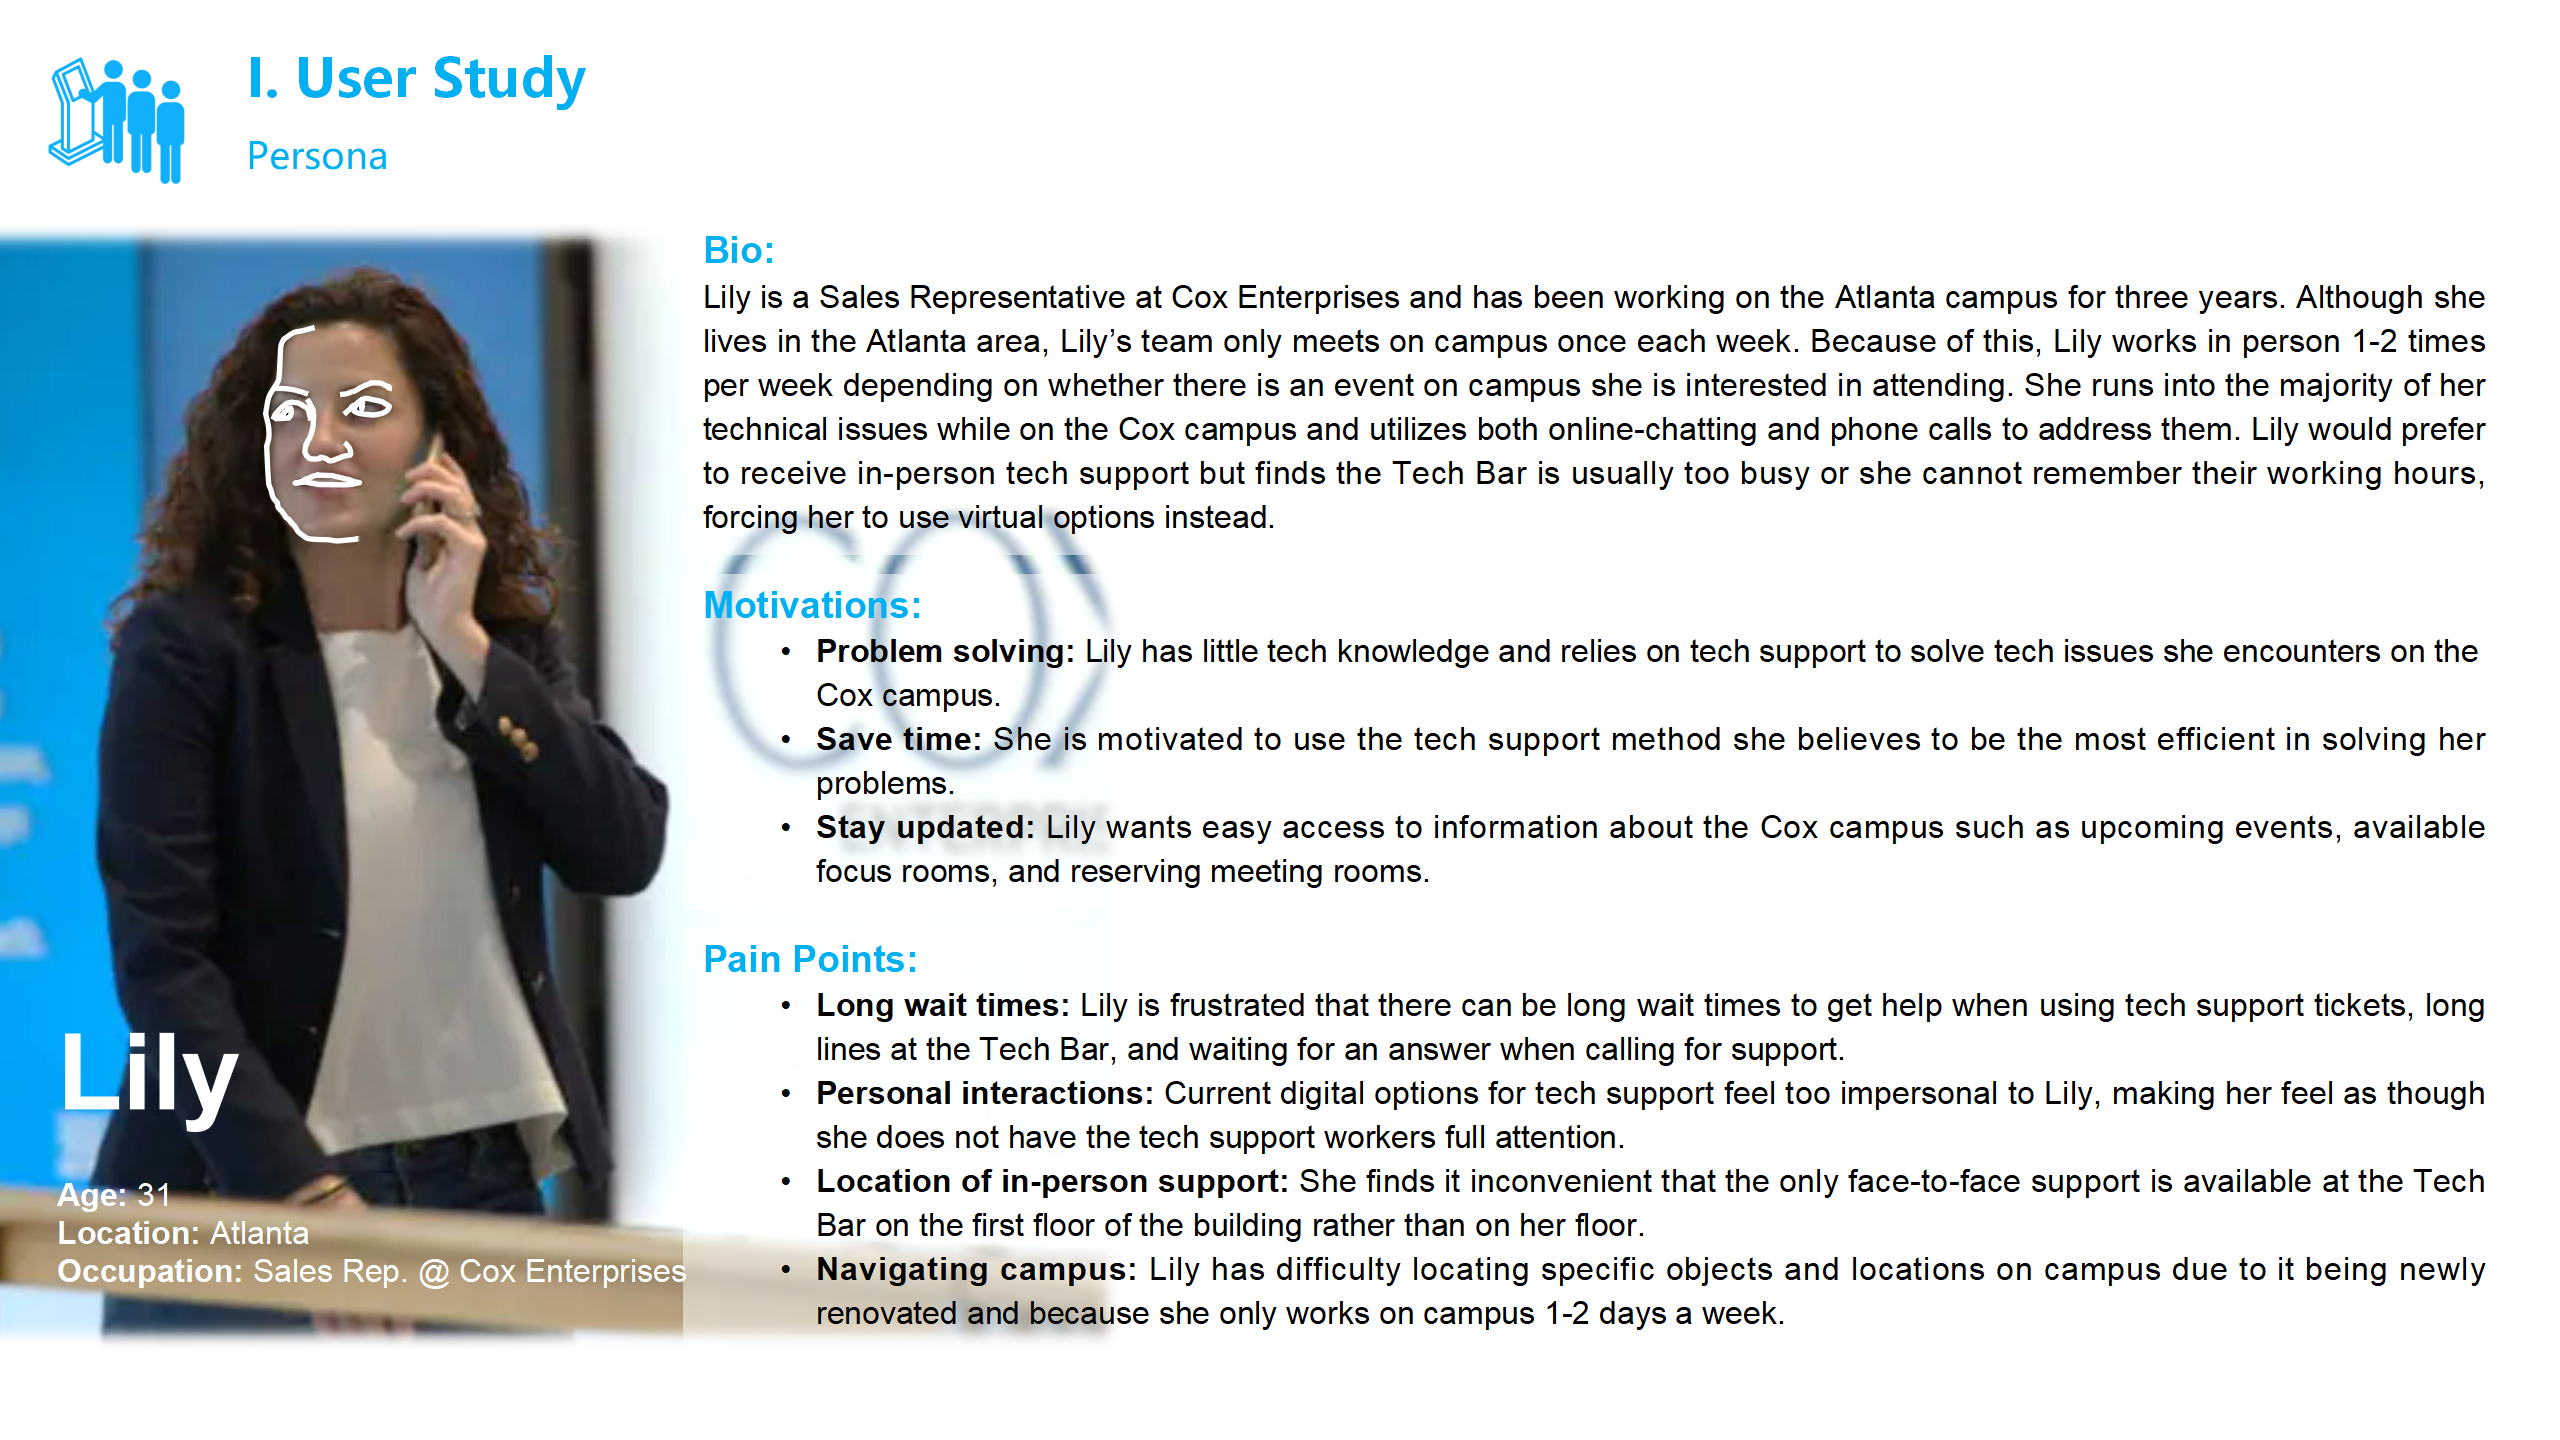 I. User Study
Persona
Bio:
Lily is a Sales Representative at Cox Enterprises and has been working on the Atlanta campus for three years. Although she
lives in the Atlanta area, Lily’s team only meets on campus once each week. Because of this, Lily works in person 1-2 times
per week depending on whether there is an event on campus she is interested in attending. She runs into the majority of her
technical issues while on the Cox campus and utilizes both online-chatting and phone calls to address them. Lily would prefer
to receive in-person tech support but finds the Tech Bar is usually too busy or she cannot remember their working hours,
forcing her to use virtual options instead.
Motivations:
• Problem solving: Lily has little tech knowledge and relies on tech support to solve tech issues she encounters on the
Cox campus.
• Save time: She is motivated to use the tech support method she believes to be the most efficient in solving her
problems.
• Stay updated: Lily wants easy access to information about the Cox campus such as upcoming events, available
focus rooms, and reserving meeting rooms.
Pain Points:
• Long wait times: Lily is frustrated that there can be long wait times to get help when using tech support tickets, long
lines at the Tech Bar, and waiting for an answer when calling for support.
• Personal interactions: Current digital options for tech support feel too impersonal to Lily, making her feel as though
she does not have the tech support workers full attention.
• Location of in-person support: She finds it inconvenient that the only face-to-face support is available at the Tech
Bar on the first floor of the building rather than on her floor.
• Navigating campus: Lily has difficulty locating specific objects and locations on campus due to it being newly
renovated and because she only works on campus 1-2 days a week.
Lily
Age: 31
Location: Atlanta
Occupation: Sales Rep. @ Cox Enterprises
COX
ENTERPRI